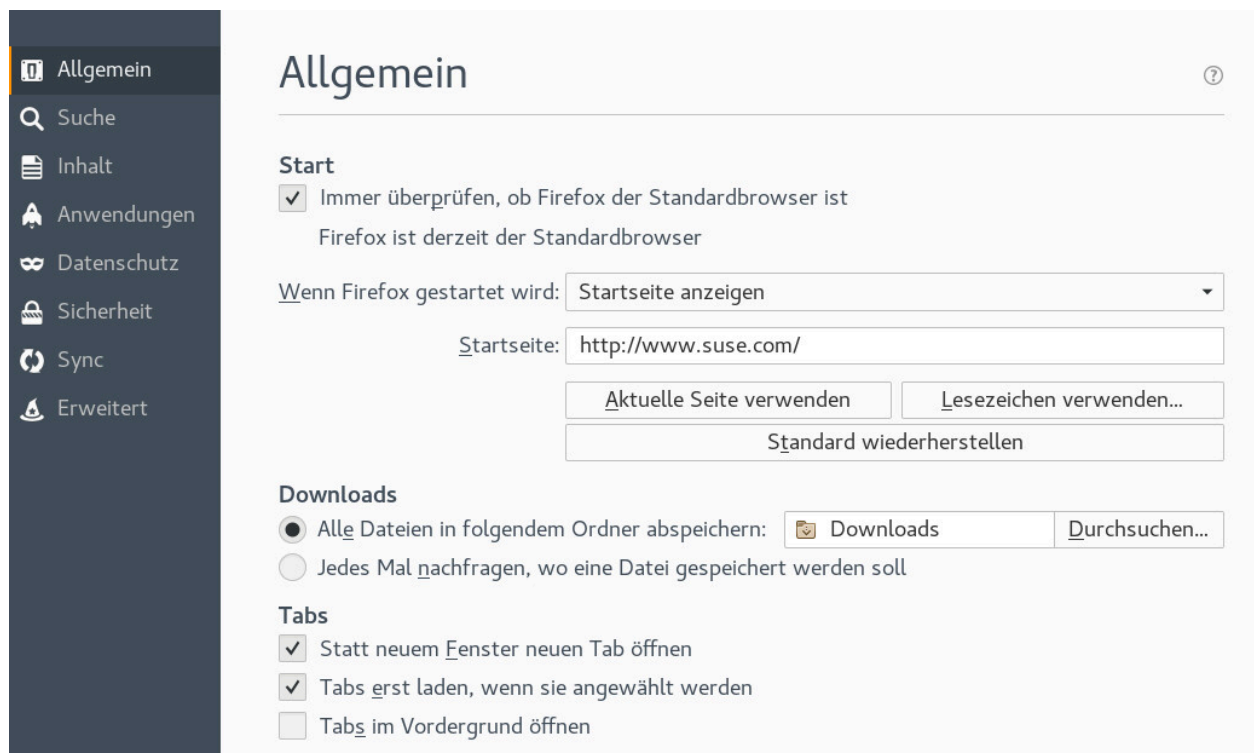 Allgemein
Suche
Inhalt
Anwendungen
Datenschutz
Sicherheit
Sync
Erweitert
Allgemein
?
Start
Immer überprüfen, ob Firefox der Standardbrowser ist
Firefox ist derzeit der Standardbrowser
Wenn Firefox gestartet wird: Startseite anzeigen
Startseite: http://www.suse.com/
Aktuelle Seite verwenden Lesezeichen verwenden...
Standard wiederherstellen
Downloads
Alle Dateien in folgendem Ordner abspeichern: Downloads Durchsuchen...
Jedes Mal nachfragen, wo eine Datei gespeichert werden soll
Tabs
Statt neuem Fenster neuen Tab öffnen
Tabs erst laden, wenn sie angewählt werden
Tabs im Vordergrund öffnen